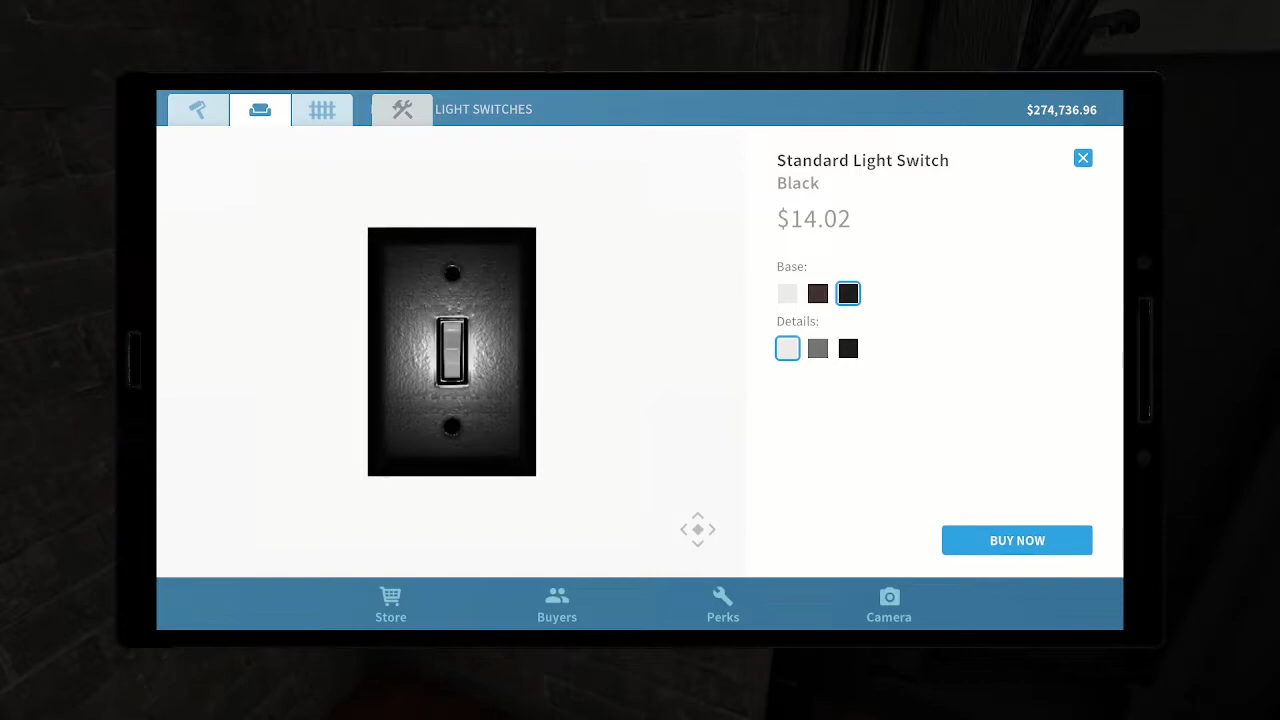 LIGHT SWITCHES
$274,736.96
Standard Light Switch
Black
$14.02
Base:
Details:
BUY NOW
Store
Buyers
Perks
Camera